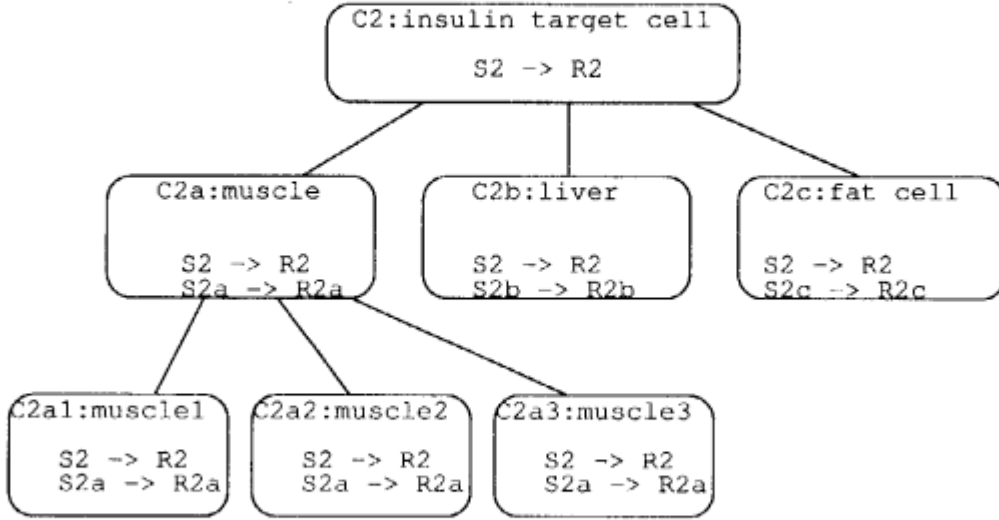 C2:insulin target cell
S2 -> R2
C2a:muscle
S2 -> R2
S2a -> R2a
C2b:liver
S2 -> R2
S2b -> R2b
C2c:fat cell
S2 -> R2
S2c -> R2c
C2a1:muscle1
S2 -> R2
S2a -> R2a
C2a2:muscle2
S2 -> R2
S2a -> R2a
C2a3:muscle3
S2 -> R2
S2a -> R2a